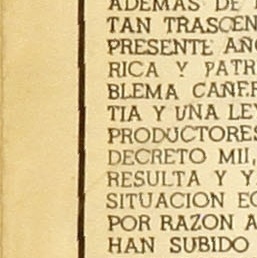 ADEMAS DE
TAN TRASCEN
PRESENTE AÑO
RICA Y PATR
BLEMA CAÑER
TIA Y UNA LEY
PRODUCTORES
DECRETO MII,
RESULTA Y Y
SITUACION EC
POR RAZON A
HAN SUBIDO